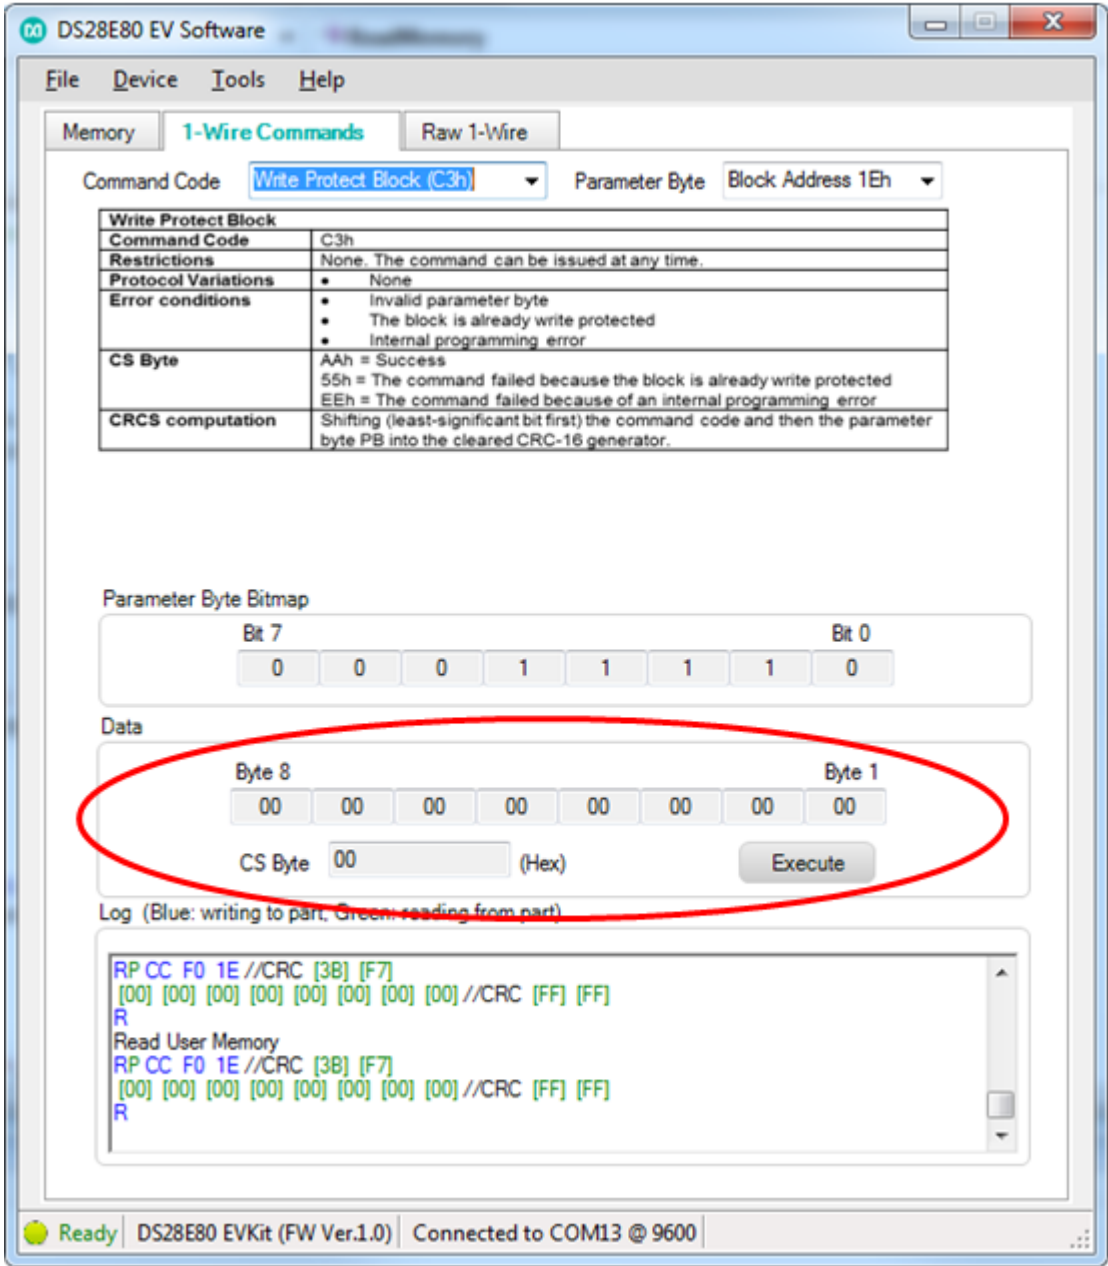 DS28E80 EV Software
File Device Tools Help
Memory 1-Wire Commands Raw 1-Wire
Command Code Write Protect Block (C3h) Parameter Byte Block Address 1Eh
Write Protect Block
Command Code C3h
Restrictions None. The command can be issued at any time.
Protocol Variations • None
Error conditions • Invalid parameter byte
• The block is already write protected
• Internal programming error
CS Byte AAh = Success
55h = The command failed because the block is already write protected
EEh = The command failed because of an internal programming error
CRCS computation Shifting (least-significant bit first) the command code and then the parameter
byte PB into the cleared CRC-16 generator.
Parameter Byte Bitmap
Bit 7 Bit 0
0 0 0 1 1 1 1 0
Data
Byte 8 Byte 1
00 00 00 00 00 00 00 00
CS Byte 00 (Hex) Execute
Log (Blue: writing to part, Green: reading from part)
RP CC F0 1E //CRC [3B] [F7]
[00] [00] [00] [00] [00] [00] [00] [00] //CRC [FF] [FF]
R
Read User Memory
RP CC F0 1E //CRC [3B] [F7]
[00] [00] [00] [00] [00] [00] [00] [00] //CRC [FF] [FF]
R
Ready DS28E80 EVKit (FW Ver.1.0) Connected to COM13 @ 9600